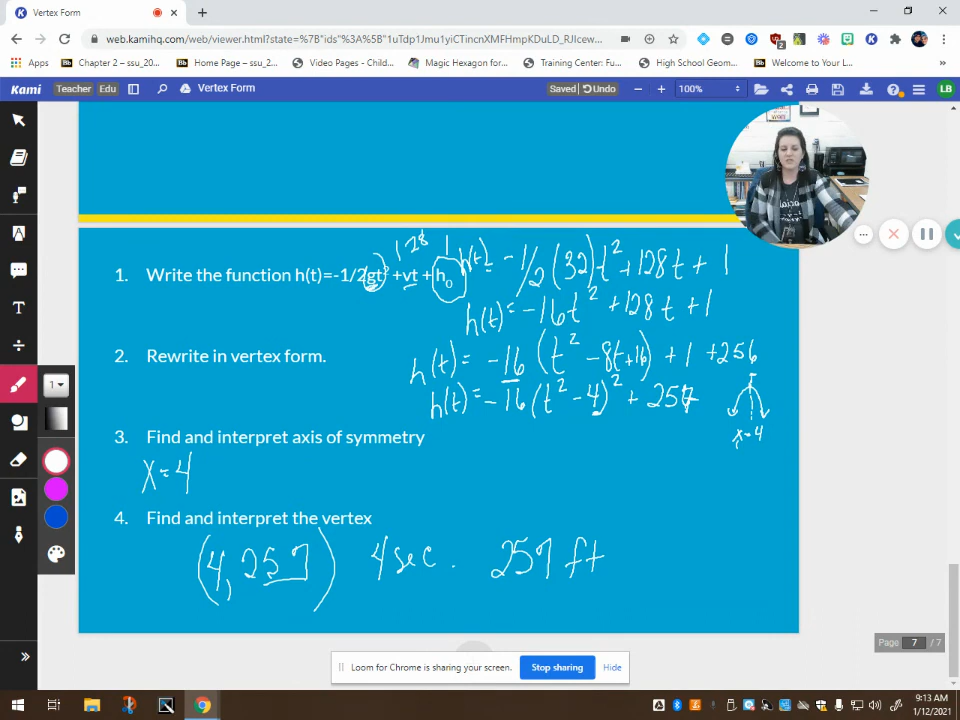 Vertex Form
web.kamihq.com/web/viewer.html?state=%7B"ids"%3A%5B"1uTdp1Jmu1yiCTincnXMFHmpKDuLD_RJIcew...
Apps
Chapter 2 – ssu_20...
Home Page – ssu_2...
Video Pages - Child...
Magic Hexagon for...
Training Center: Fu...
High School Geom...
Welcome to Your L...
Kami
Teacher
Edu
Vertex Form
Saved
Undo
100%
LB
1. Write the function h(t)=-1/2gt² +vt +h₀
128
1
h(t) = -1/2 (32)t² +128t + 1
h(t)= -16t² +128t +1
2. Rewrite in vertex form.
h(t) = -16 (t² -8t+16) +1 +256
h(t) = -16(t² -4)² + 257
x=4
3. Find and interpret axis of symmetry
x=4
4. Find and interpret the vertex
(4,257) 4sec. 257 ft
Page 7 / 7
Loom for Chrome is sharing your screen.
Stop sharing
Hide
9:13 AM
1/12/2021